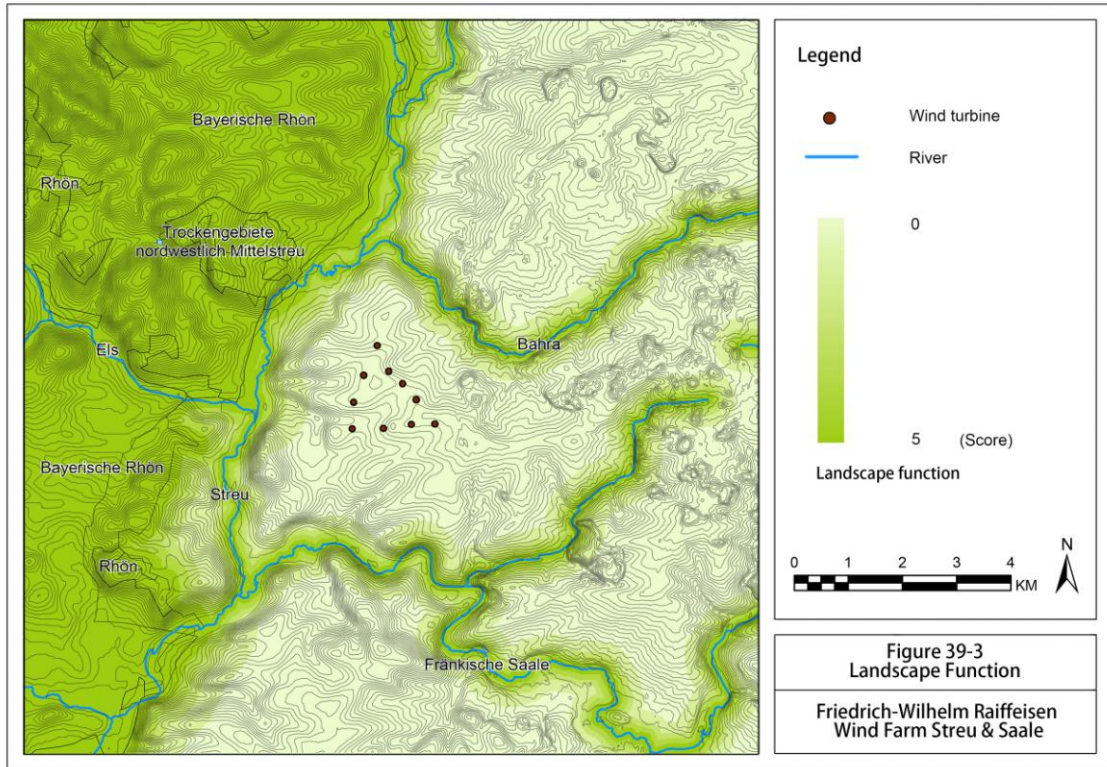 Bayerische Rhön
Rhön
Trockengebiete
nordwestlich Mittelstreu
Els
Bahra
Bayerische Rhön
Streu
Rhön
Fränkische Saale
Legend
Wind turbine
River
0
5 (Score)
Landscape function
0 1 2 3 4
KM
N
Figure 39-3
Landscape Function
Friedrich-Wilhelm Raiffeisen
Wind Farm Streu & Saale